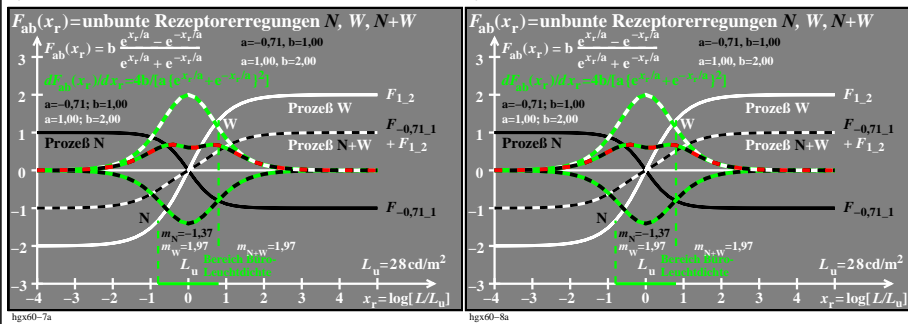 F_ab(x_r)=unbunte Rezeptorerregungen N, W, N+W
F_ab(x_r)=b (e^{x_r/a} − e^{−x_r/a}) / (e^{x_r/a} + e^{−x_r/a})
a=−0,71, b=1,00
a=1,00, b=2,00
dF_ab(x_r)/dx_r=4b/[a{e^{x_r/a}+e^{−x_r/a}}^2]
a=−0,71; b=1,00
a=1,00; b=2,00
Prozeß W
F_1_2
W
F_−0,71_1
+ F_1_2
Prozeß N
Prozeß N+W
F_−0,71_1
N
m_N=−1,37
m_W=1,97
m_N+W=1,97
Bereich Büro-
Leuchtdichte
L_u
L_u=28cd/m^2
3
2
1
0
−1
−2
−3
−4 −3 −2 −1 0 1 2 3 4 5
x_r=log[L/L_u]
hgx60-7a
F_ab(x_r)=unbunte Rezeptorerregungen N, W, N+W
F_ab(x_r)=b (e^{x_r/a} − e^{−x_r/a}) / (e^{x_r/a} + e^{−x_r/a})
a=−0,71, b=1,00
a=1,00, b=2,00
dF_ab(x_r)/dx_r=4b/[a{e^{x_r/a}+e^{−x_r/a}}^2]
a=−0,71; b=1,00
a=1,00; b=2,00
Prozeß W
F_1_2
W
F_−0,71_1
+ F_1_2
Prozeß N
Prozeß N+W
F_−0,71_1
N
m_N=−1,37
m_W=1,97
m_N+W=1,97
Bereich Büro-
Leuchtdichte
L_u
L_u=28cd/m^2
3
2
1
0
−1
−2
−3
−4 −3 −2 −1 0 1 2 3 4 5
x_r=log[L/L_u]
hgx60-8a